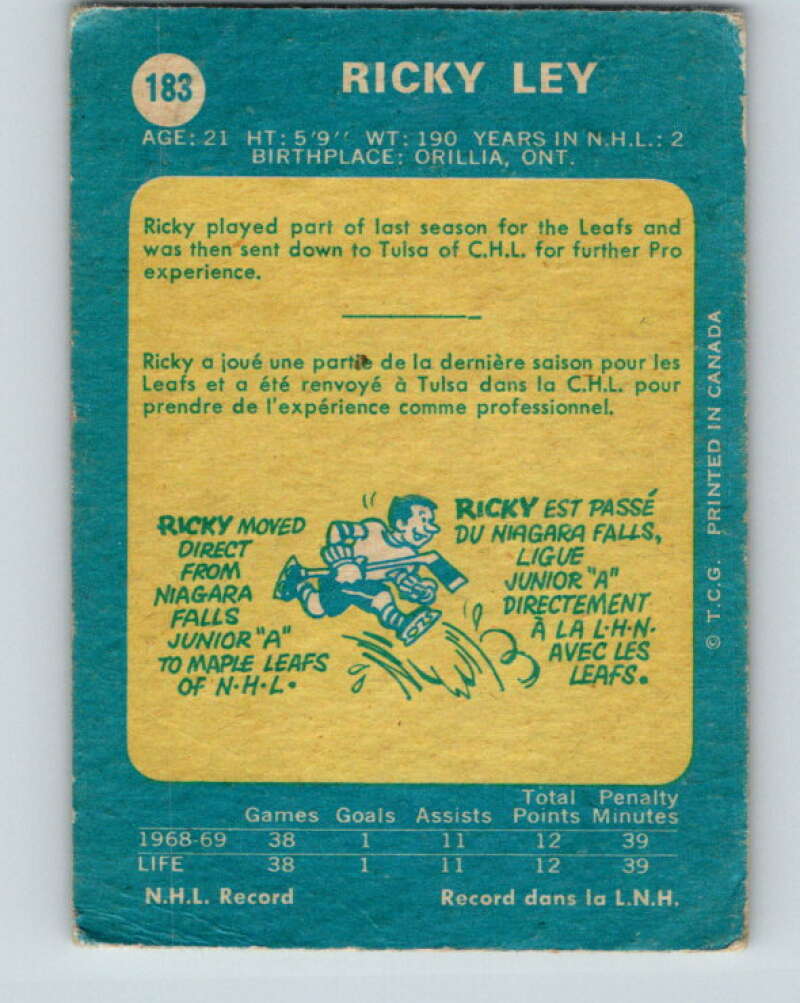 183
RICKY LEY
AGE: 21 HT: 5'9'' WT: 190 YEARS IN N.H.L.: 2
BIRTHPLACE: ORILLIA, ONT.
Ricky played part of last season for the Leafs and
was then sent down to Tulsa of C.H.L. for further Pro
experience.
Ricky a joué une partie de la dernière saison pour les
Leafs et a été renvoyé à Tulsa dans la C.H.L. pour
prendre de l'expérience comme professionnel.
RICKY MOVED
DIRECT
FROM
NIAGARA
FALLS
JUNIOR "A"
TO MAPLE LEAFS
OF N·H·L.
RICKY EST PASSÉ
DU NIAGARA FALLS,
LIGUE
JUNIOR "A"
DIRECTEMENT
À LA L·H·N·
AVEC LES
LEAFS.
© T.C.G. PRINTED IN CANADA
Total Penalty
Games Goals Assists Points Minutes
1968-69 38 1 11 12 39
LIFE 38 1 11 12 39
N.H.L. Record Record dans la L.N.H.